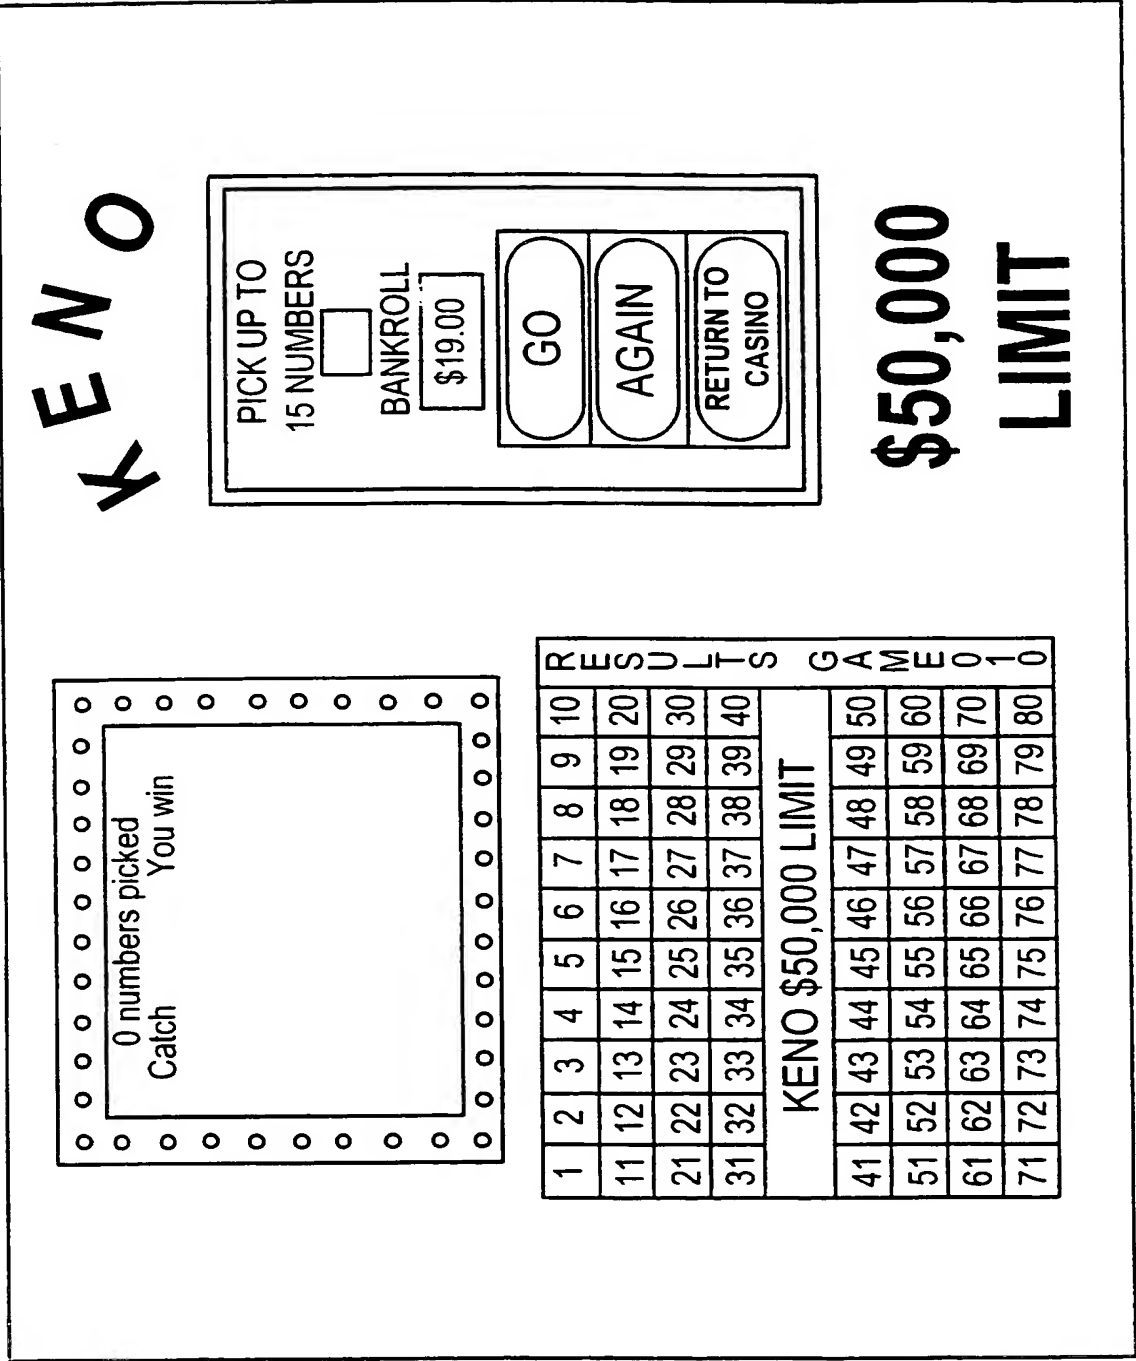 KENO
0 numbers picked
Catch You win
PICK UP TO
15 NUMBERS
BANKROLL
$19.00
GO
AGAIN
RETURN TO
CASINO
1 2 3 4 5 6 7 8 9 10
11 12 13 14 15 16 17 18 19 20
21 22 23 24 25 26 27 28 29 30
31 32 33 34 35 36 37 38 39 40
KENO $50,000 LIMIT
41 42 43 44 45 46 47 48 49 50
51 52 53 54 55 56 57 58 59 60
61 62 63 64 65 66 67 68 69 70
71 72 73 74 75 76 77 78 79 80
RESULTS GAME 010
$50,000
LIMIT